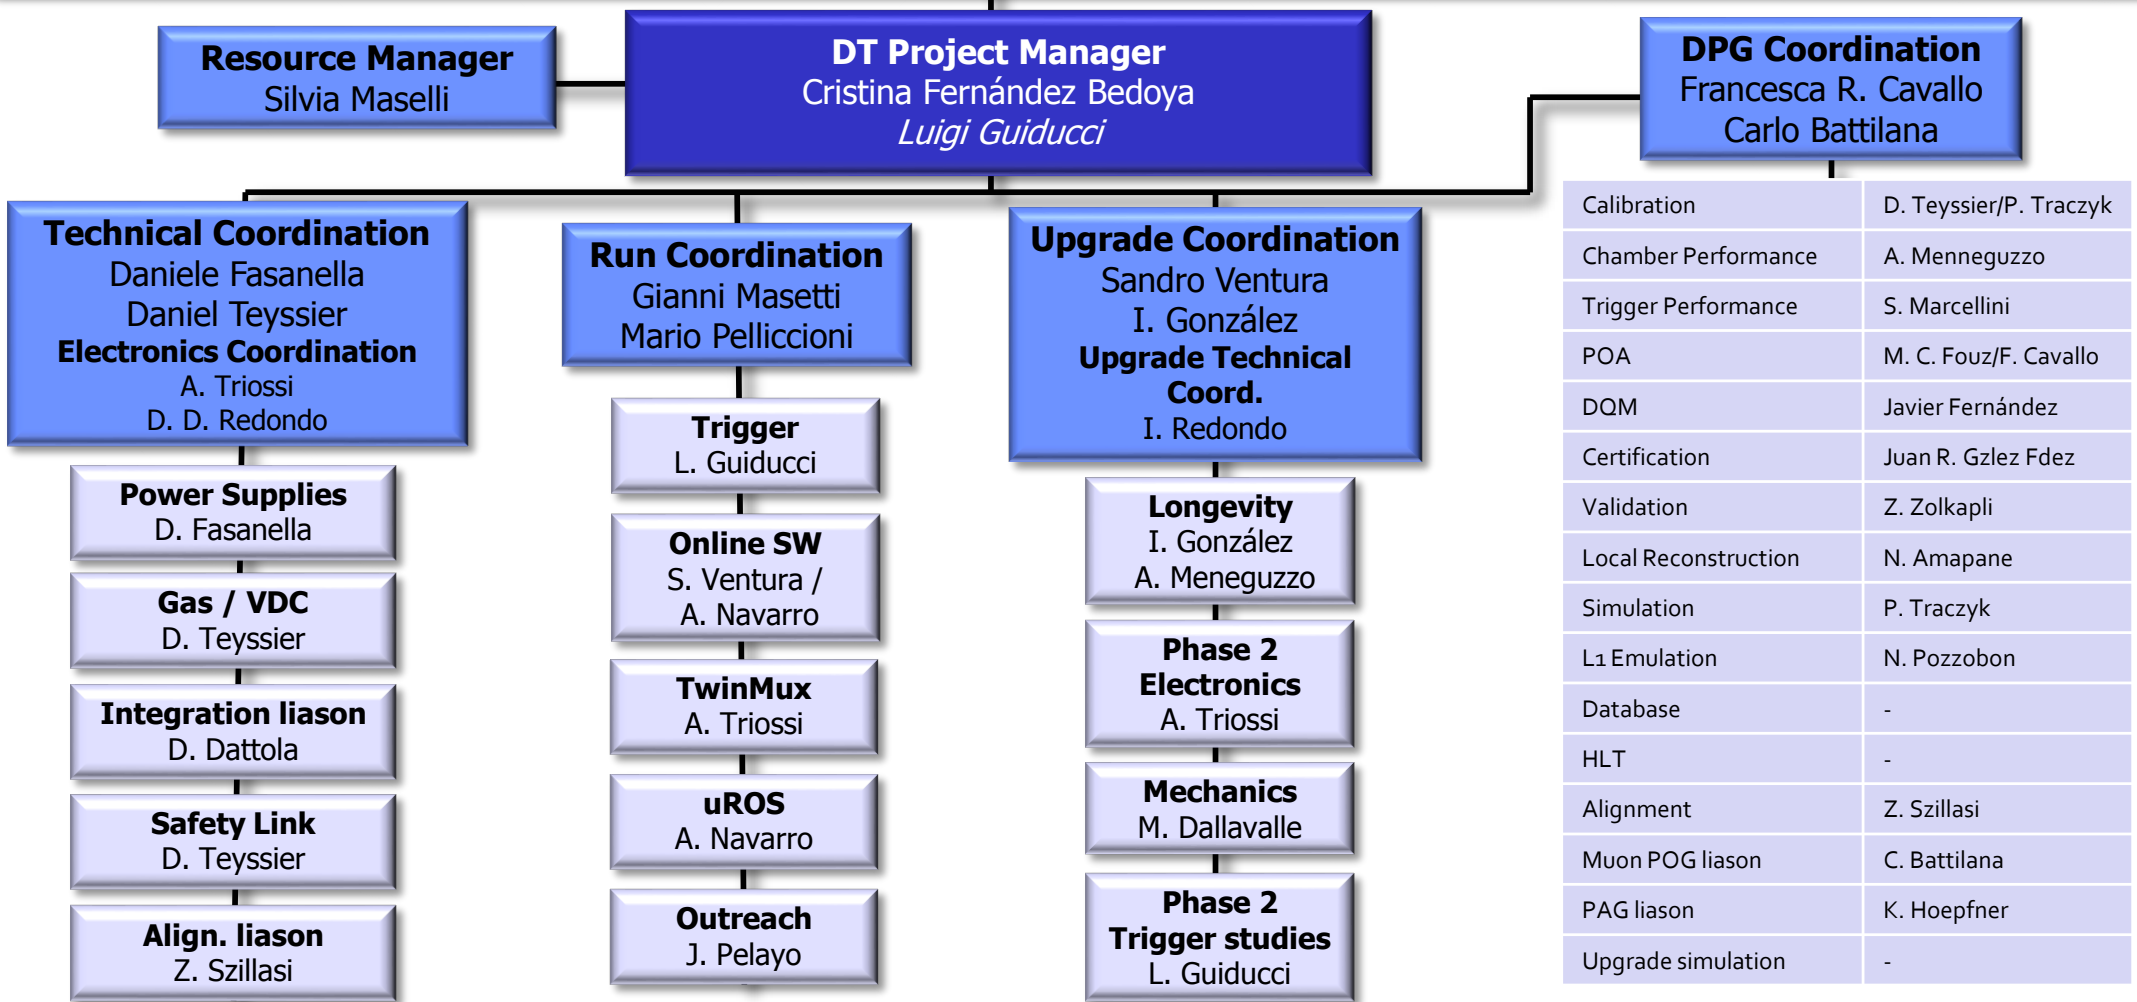 Resource Manager
Silvia Maselli
DT Project Manager
Cristina Fernández Bedoya
Luigi Guiducci
DPG Coordination
Francesca R. Cavallo
Carlo Battilana
Technical Coordination
Daniele Fasanella
Daniel Teyssier
Electronics Coordination
A. Triossi
D. D. Redondo
Power Supplies
D. Fasanella
Gas / VDC
D. Teyssier
Integration liason
D. Dattola
Safety Link
D. Teyssier
Align. liason
Z. Szillasi
Run Coordination
Gianni Masetti
Mario Pelliccioni
Trigger
L. Guiducci
Online SW
S. Ventura /
A. Navarro
TwinMux
A. Triossi
uROS
A. Navarro
Outreach
J. Pelayo
Upgrade Coordination
Sandro Ventura
I. González
Upgrade Technical
Coord.
I. Redondo
Longevity
I. González
A. Meneguzzo
Phase 2
Electronics
A. Triossi
Mechanics
M. Dallavalle
Phase 2
Trigger studies
L. Guiducci
Calibration D. Teyssier/P. Traczyk
Chamber Performance A. Menneguzzo
Trigger Performance S. Marcellini
POA M. C. Fouz/F. Cavallo
DQM Javier Fernández
Certification Juan R. Gzlez Fdez
Validation Z. Zolkapli
Local Reconstruction N. Amapane
Simulation P. Traczyk
L1 Emulation N. Pozzobon
Database -
HLT -
Alignment Z. Szillasi
Muon POG liason C. Battilana
PAG liason K. Hoepfner
Upgrade simulation -